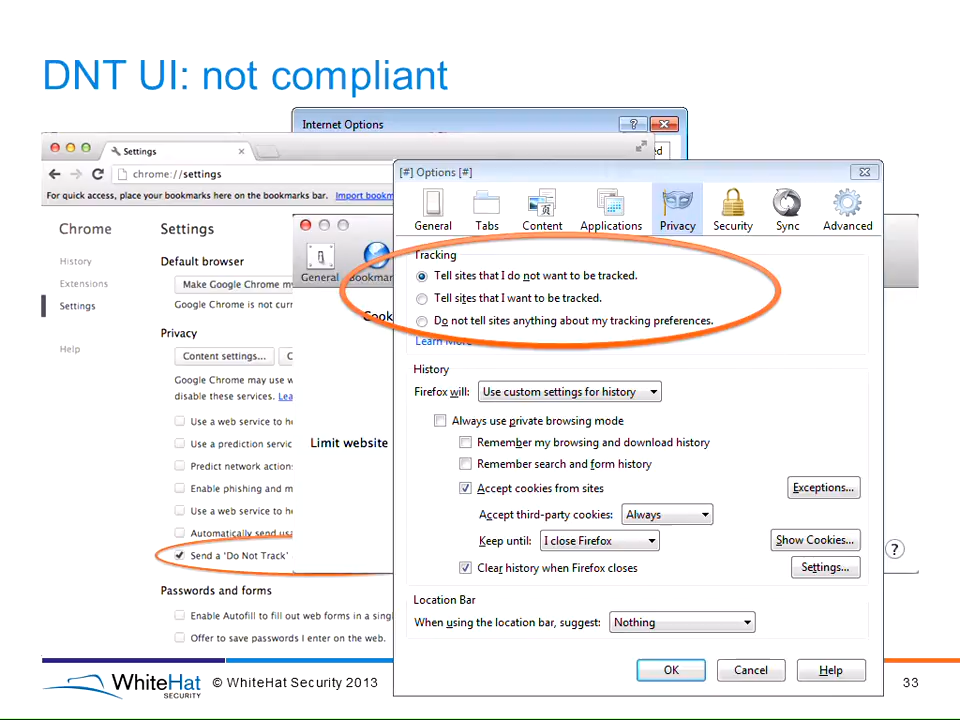 DNT UI: not compliant
Internet Options
Settings
chrome://settings
For quick access, place your bookmarks here on the bookmarks bar. Import
Chrome
History
Extensions
Settings
Help
Settings
Default browser
Make Google Chrome
Google Chrome is not
Privacy
Content settings...
Google Chrome may use
disable these services.
Use a web service to
Use a prediction
Predict network
Enable phishing and
Use a web service to
Automatically send
Send a 'Do Not Track'
Passwords and forms
Enable Autofill to fill out web forms in a
Offer to save passwords I enter on the web.
General
Limit website
[#] Options [#]
General Tabs Content Applications Privacy Security Sync Advanced
Tracking
Tell sites that I do not want to be tracked.
Tell sites that I want to be tracked.
Do not tell sites anything about my tracking preferences.
Learn More
History
Firefox will: Use custom settings for history
Always use private browsing mode
Remember my browsing and download history
Remember search and form history
Accept cookies from sites Exceptions...
Accept third-party cookies: Always
Keep until: I close Firefox Show Cookies...
Clear history when Firefox closes Settings...
Location Bar
When using the location bar, suggest: Nothing
OK Cancel Help
?
WhiteHat
SECURITY
© WhiteHat Security 2013
33